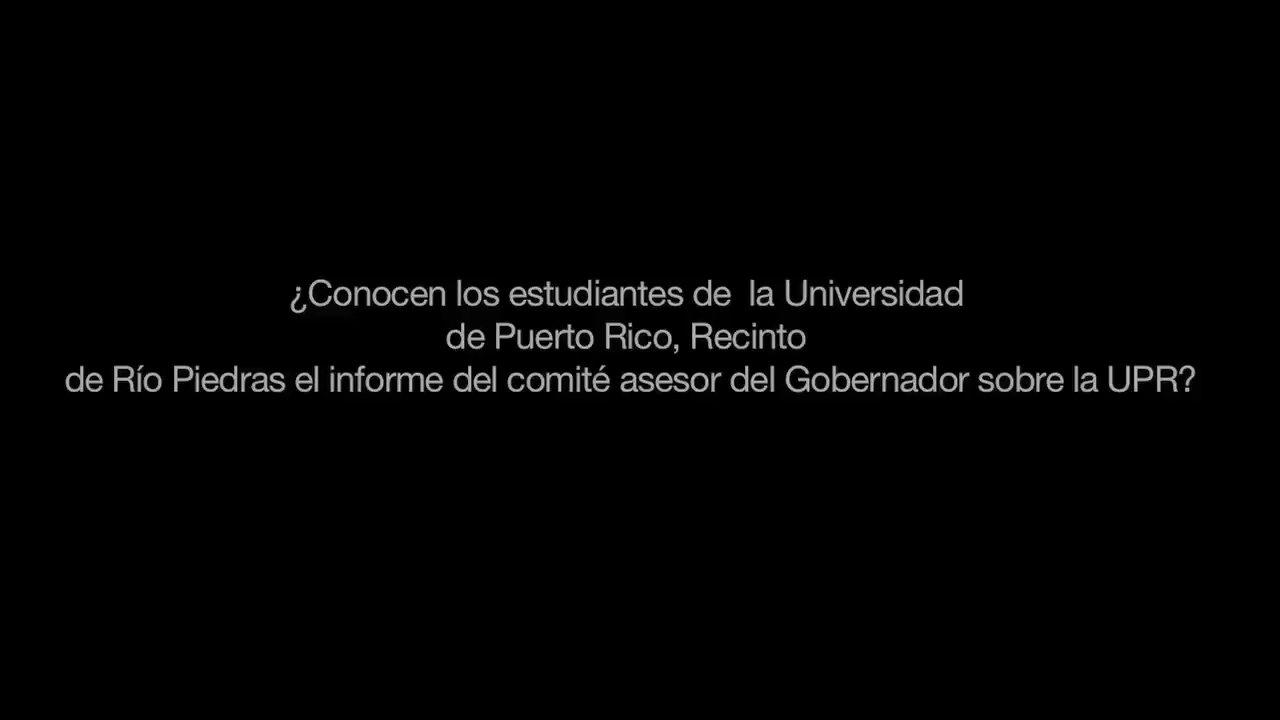 ¿Conocen los estudiantes de  la Universidad
de Puerto Rico, Recinto
de Río Piedras el informe del comité asesor del Gobernador sobre la UPR?